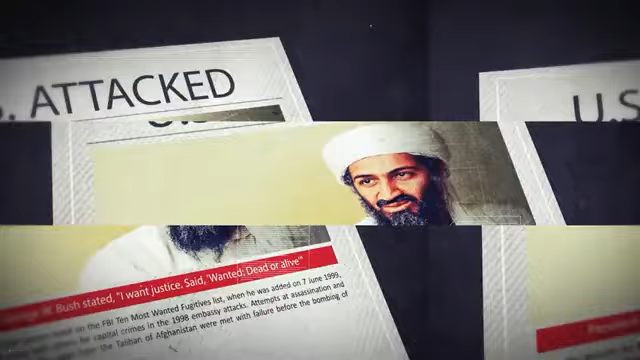 . ATTACKED
U.S
Bush stated, "I want justice. Said, "Wanted: Dead or alive"
on the FBI Ten Most Wanted Fugitives list, when he was added on 7 June 1999,
for capital crimes in the 1998 embassy attacks. Attempts at assassination and
the Taliban of Afghanistan were met with failure before the bombing of